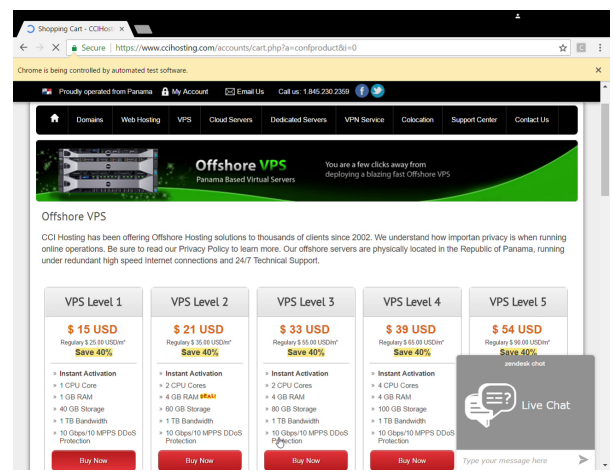 Shopping Cart - CCIHost
Secure | https://www.ccihosting.com/accounts/cart.php?a=confproduct&i=0
Chrome is being controlled by automated test software.
Proudly operated from Panama My Account Email Us Call us: 1.845.230.2359
Domains Web Hosting VPS Cloud Servers Dedicated Servers VPN Service Colocation Support Center Contact Us
Offshore VPS
Panama Based Virtual Servers
You are a few clicks away from
deploying a blazing fast Offshore VPS
Offshore VPS
CCI Hosting has been offering Offshore Hosting solutions to thousands of clients since 2002. We understand how importan privacy is when running
online operations. Be sure to read our Privacy Policy to learn more. Our offshore servers are physically located in the Republic of Panama, running
under redundant high speed Internet connections and 24/7 Technical Support.
VPS Level 1
$ 15 USD
Regulary $ 25.00 USD/m*
Save 40%
» Instant Activation
» 1 CPU Core
» 1 GB RAM
» 40 GB Storage
» 1 TB Bandwidth
» 10 Gbps/10 MPPS DDoS
Protection
Buy Now
VPS Level 2
$ 21 USD
Regulary $ 35.00 USD/m*
Save 40%
» Instant Activation
» 2 CPU Cores
» 4 GB RAM DEAL!
» 60 GB Storage
» 1 TB Bandwidth
» 10 Gbps/10 MPPS DDoS
Protection
Buy Now
VPS Level 3
$ 33 USD
Regulary $ 55.00 USD/m*
Save 40%
» Instant Activation
» 2 CPU Cores
» 4 GB RAM
» 80 GB Storage
» 1 TB Bandwidth
» 10 Gbps/10 MPPS DDoS
Protection
Buy Now
VPS Level 4
$ 39 USD
Regulary $ 65.00 USD/m*
Save 40%
» Instant Activation
» 4 CPU Cores
» 4 GB RAM
» 100 GB Storage
» 1 TB Bandwidth
» 10 Gbps/10 MPPS DDoS
Protection
Buy Now
VPS Level 5
$ 54 USD
Regulary $ 90.00 USD/m*
Save 40%
zendesk chat
Live Chat
Type your message here